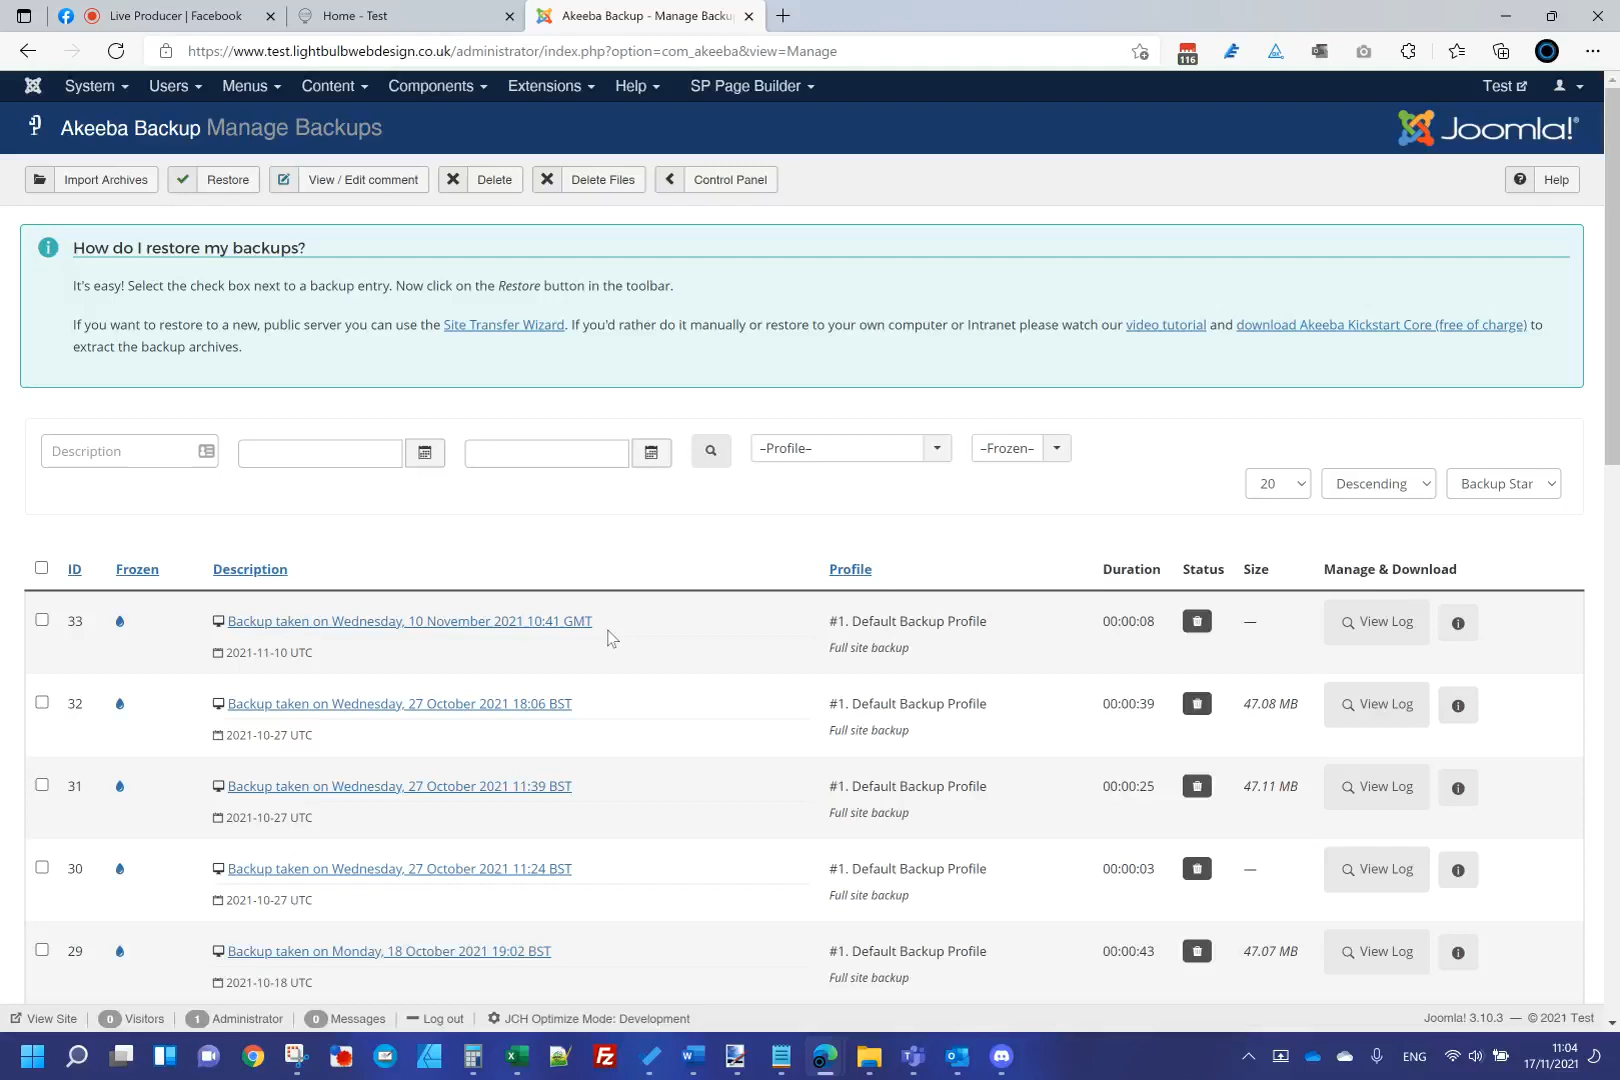 Live Producer | Facebook
Home - Test
Akeeba Backup - Manage Backu
https://www.test.lightbulbwebdesign.co.uk/administrator/index.php?option=com_akeeba&view=Manage
116
System Users Menus Content Components Extensions Help SP Page Builder Test
Akeeba Backup Manage Backups
Joomla!®
Import Archives Restore View / Edit comment Delete Delete Files Control Panel Help
How do I restore my backups?
It's easy! Select the check box next to a backup entry. Now click on the Restore button in the toolbar.
If you want to restore to a new, public server you can use the Site Transfer Wizard. If you'd rather do it manually or restore to your own computer or Intranet please watch our video tutorial and download Akeeba Kickstart Core (free of charge) to
extract the backup archives.
Description –Profile– –Frozen–
20 Descending Backup Star
ID Frozen Description Profile Duration Status Size Manage & Download
33 Backup taken on Wednesday, 10 November 2021 10:41 GMT #1. Default Backup Profile 00:00:08 — View Log
2021-11-10 UTC Full site backup
32 Backup taken on Wednesday, 27 October 2021 18:06 BST #1. Default Backup Profile 00:00:39 47.08 MB View Log
2021-10-27 UTC Full site backup
31 Backup taken on Wednesday, 27 October 2021 11:39 BST #1. Default Backup Profile 00:00:25 47.11 MB View Log
2021-10-27 UTC Full site backup
30 Backup taken on Wednesday, 27 October 2021 11:24 BST #1. Default Backup Profile 00:00:03 — View Log
2021-10-27 UTC Full site backup
29 Backup taken on Monday, 18 October 2021 19:02 BST #1. Default Backup Profile 00:00:43 47.07 MB View Log
2021-10-18 UTC Full site backup
View Site 0 Visitors 1 Administrator 0 Messages Log out JCH Optimize Mode: Development Joomla! 3.10.3 — © 2021 Test
ENG 11:04
17/11/2021